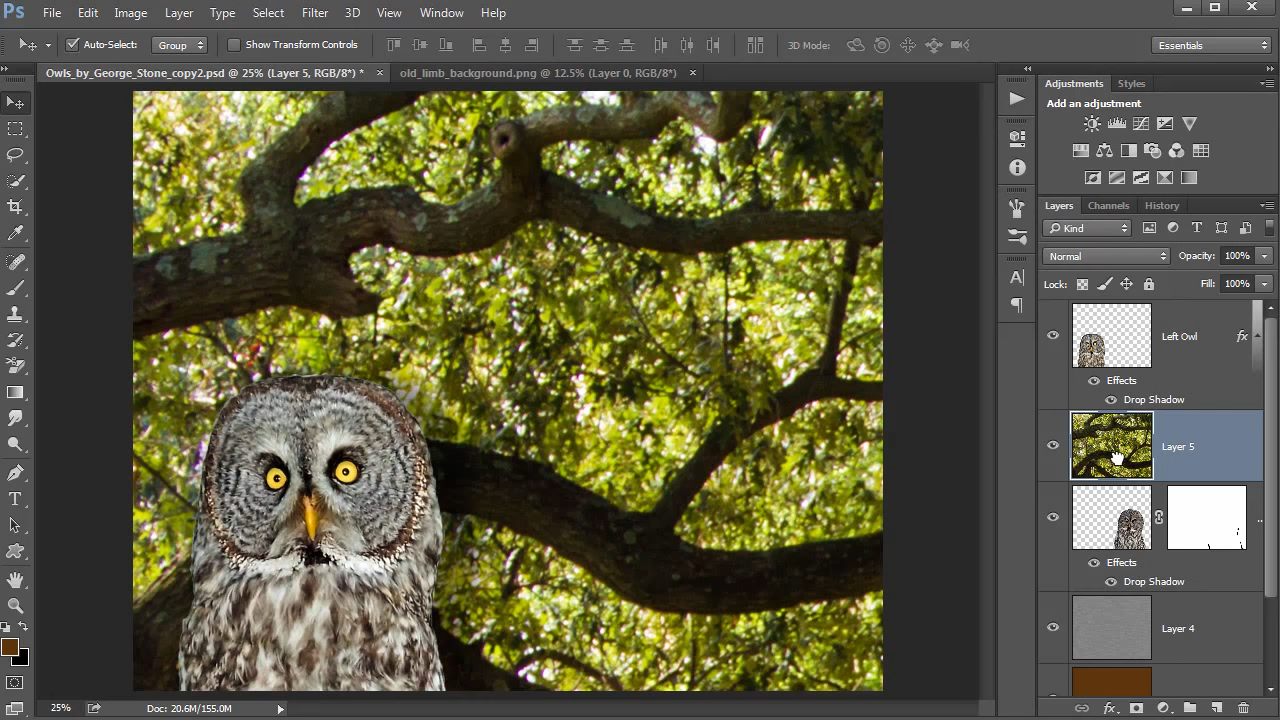 Ps File Edit Image Layer Type Select Filter 3D View Window Help
Auto-Select: Group Show Transform Controls 3D Mode: Essentials
Owls_by_George_Stone_copy2.psd @ 25% (Layer 5, RGB/8*) * × old_limb_background.png @ 12.5% (Layer 0, RGB/8*) ×
Adjustments Styles
Add an adjustment
Layers Channels History
Kind
Normal Opacity: 100%
Lock: Fill: 100%
Left Owl fx
Effects
Drop Shadow
Layer 5
Effects
Drop Shadow
Layer 4
25% Doc: 20.6M/155.0M